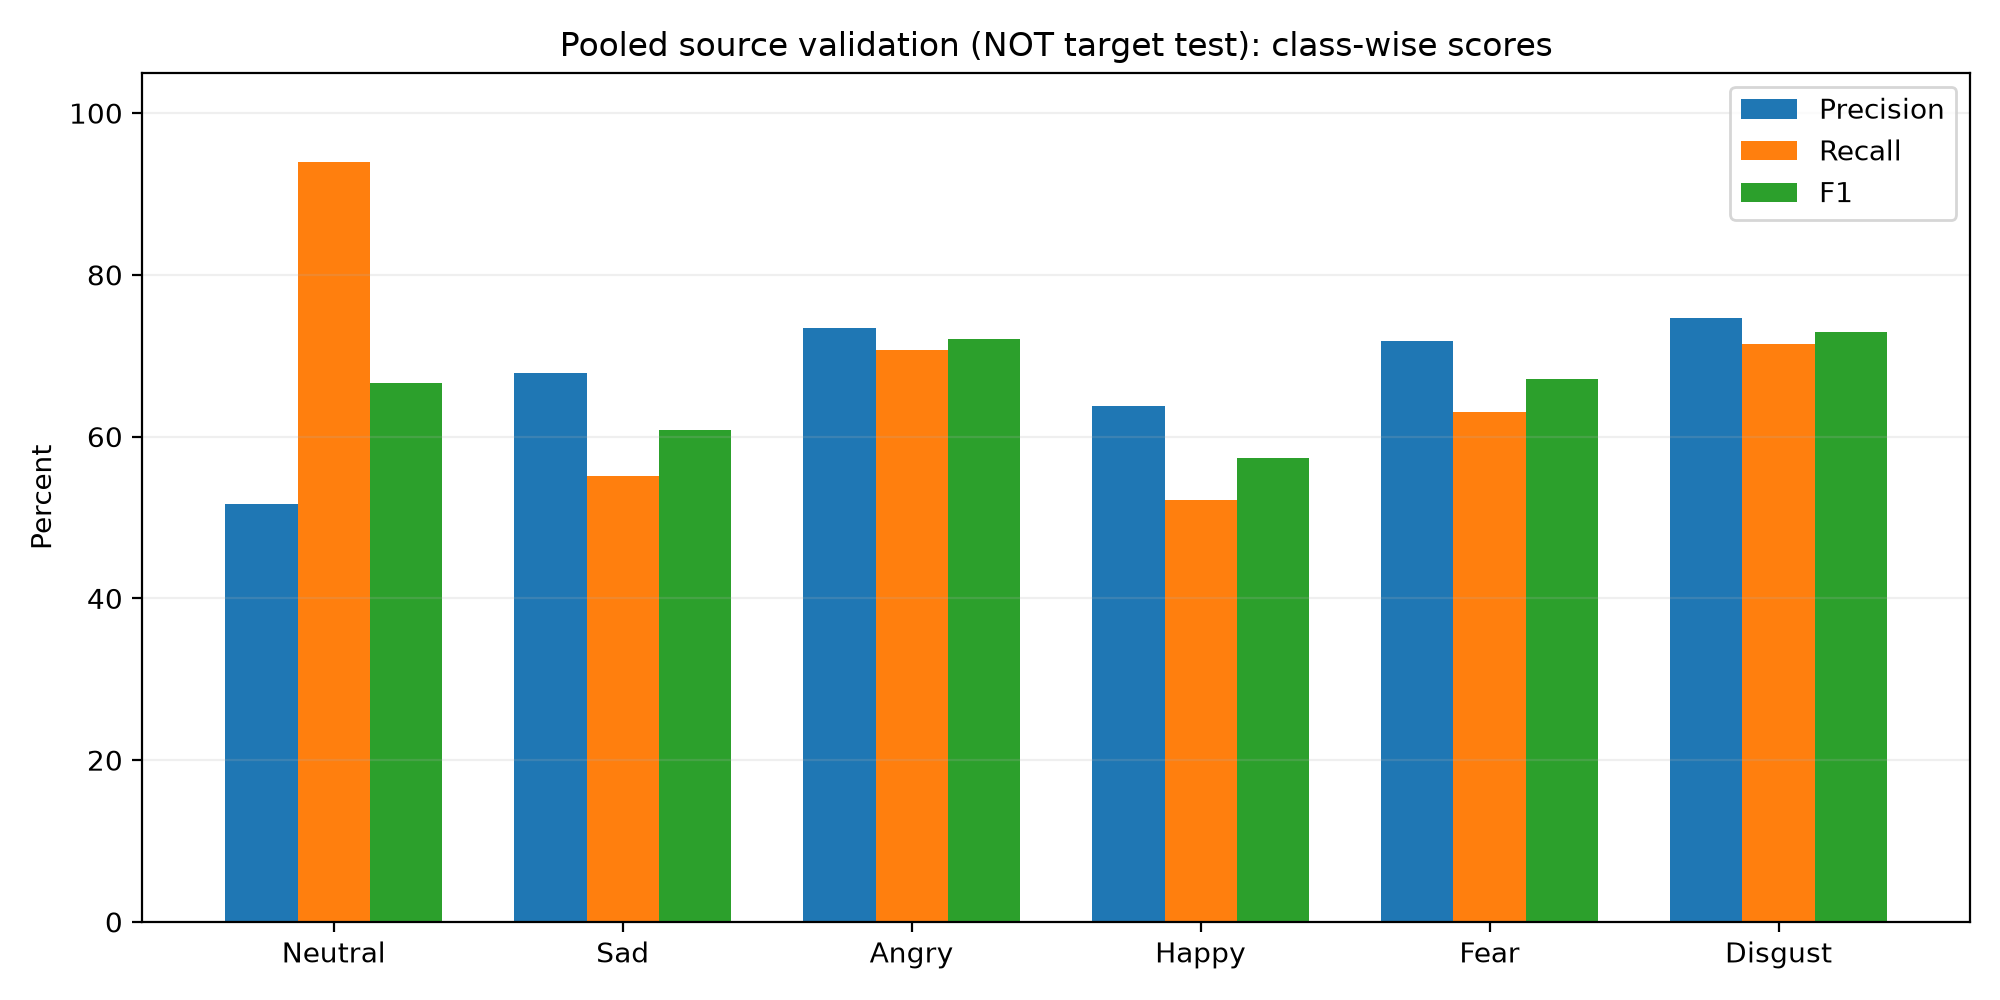 Pooled source validation (NOT target test): class-wise scores
Precision
Recall
F1
Percent
100
80
60
40
20
0
Neutral
Sad
Angry
Happy
Fear
Disgust